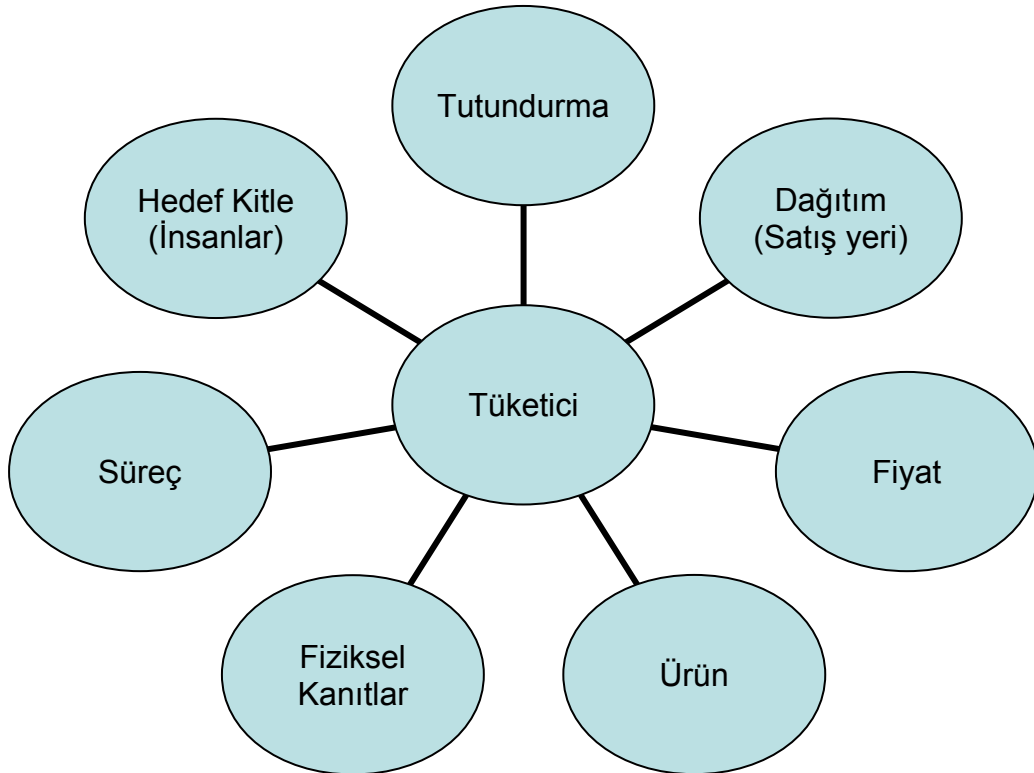 Tutundurma
Hedef Kitle
(İnsanlar)
Dağıtım
(Satış yeri)
Tüketici
Süreç
Fiyat
Fiziksel
Kanıtlar
Ürün